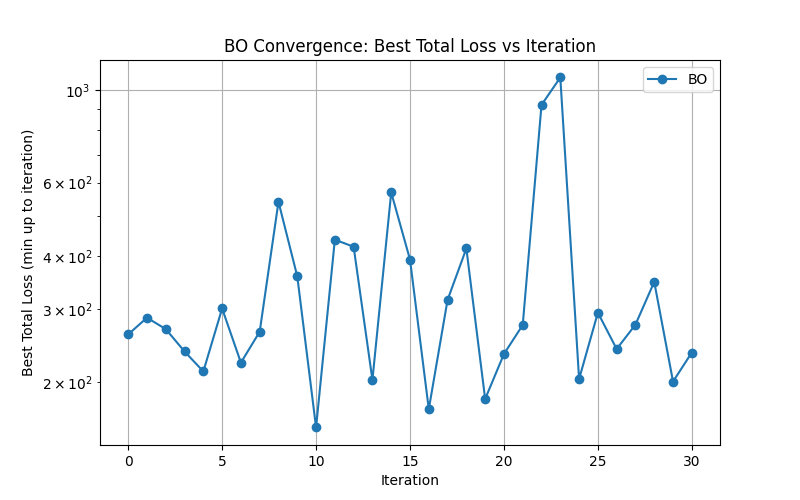 BO Convergence: Best Total Loss vs Iteration
BO
10³
6 × 10²
4 × 10²
3 × 10²
2 × 10²
Best Total Loss (min up to iteration)
0 5 10 15 20 25 30
Iteration